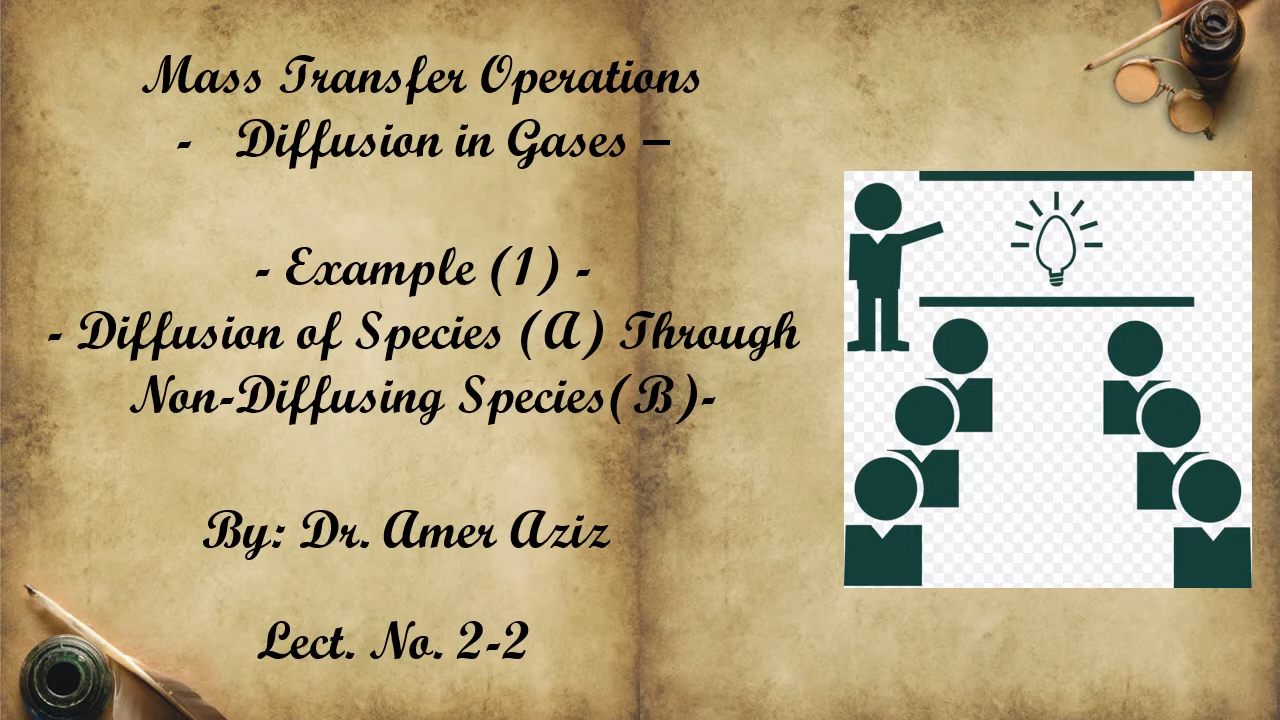 Mass Transfer Operations
- Diffusion in Gases –
- Example (1) -
- Diffusion of Species (A) Through
Non-Diffusing Species(B)-
By: Dr. Amer Aziz
Lect. No. 2-2